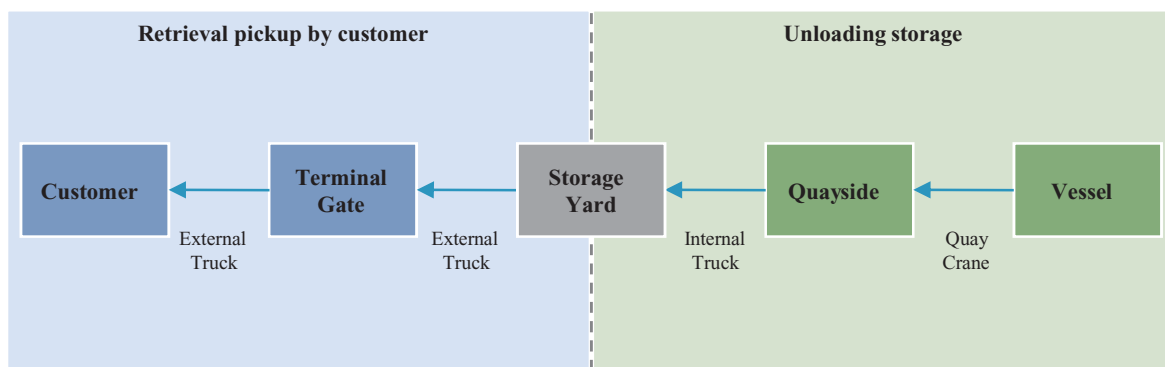 Retrieval pickup by customer
Unloading storage
Customer
Terminal
Gate
Storage
Yard
Quayside
Vessel
External
Truck
External
Truck
Internal
Truck
Quay
Crane